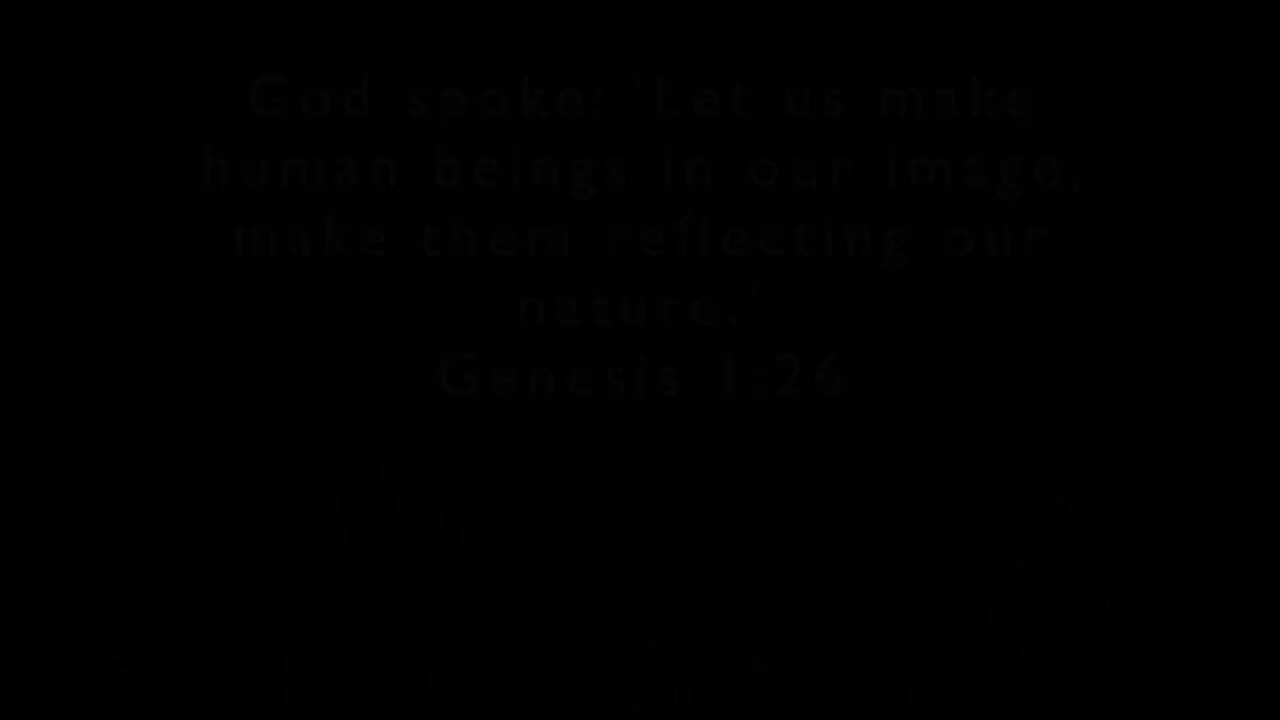 God spoke: 'Let us make
human beings in our image,
make them reflecting our
nature.'
Genesis 1:26